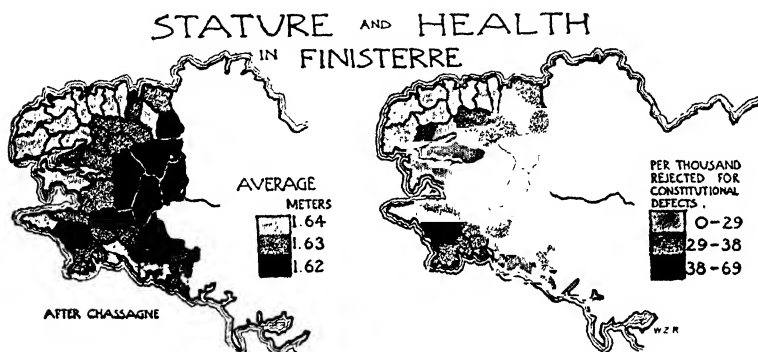 STATURE AND HEALTH
IN FINISTERRE
AVERAGE
METERS
1.64
1.63
1.62
AFTER CHASSAGNE
PER THOUSAND
REJECTED FOR
CONSTITUTIONAL
DEFECTS.
0-29
29-38
38-69
W Z R